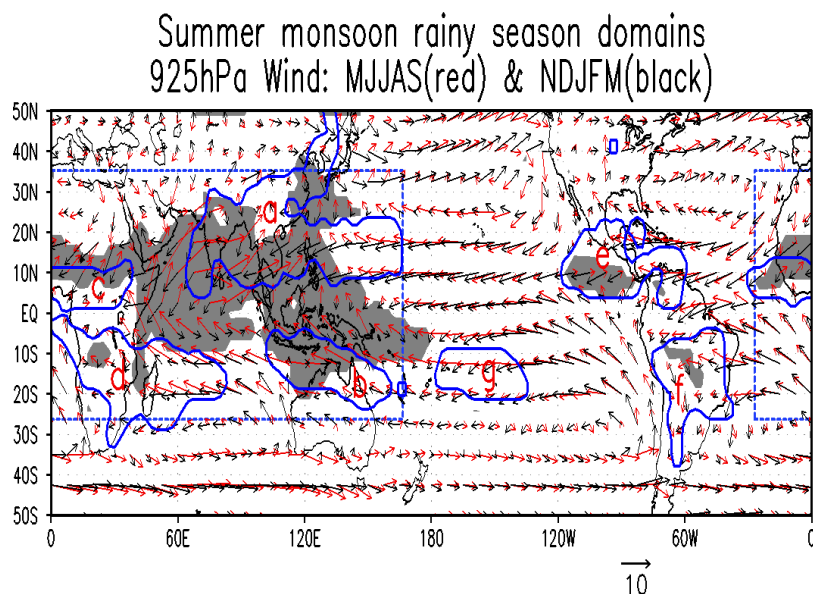 Summer monsoon rainy season domains
925hPa Wind: MJJAS(red) & NDJFM(black)
50N
40N
30N
20N
10N
EQ
10S
20S
30S
40S
50S
a
e
c
d
b
g
f
0 60E 120E 180 120W 60W 0
10